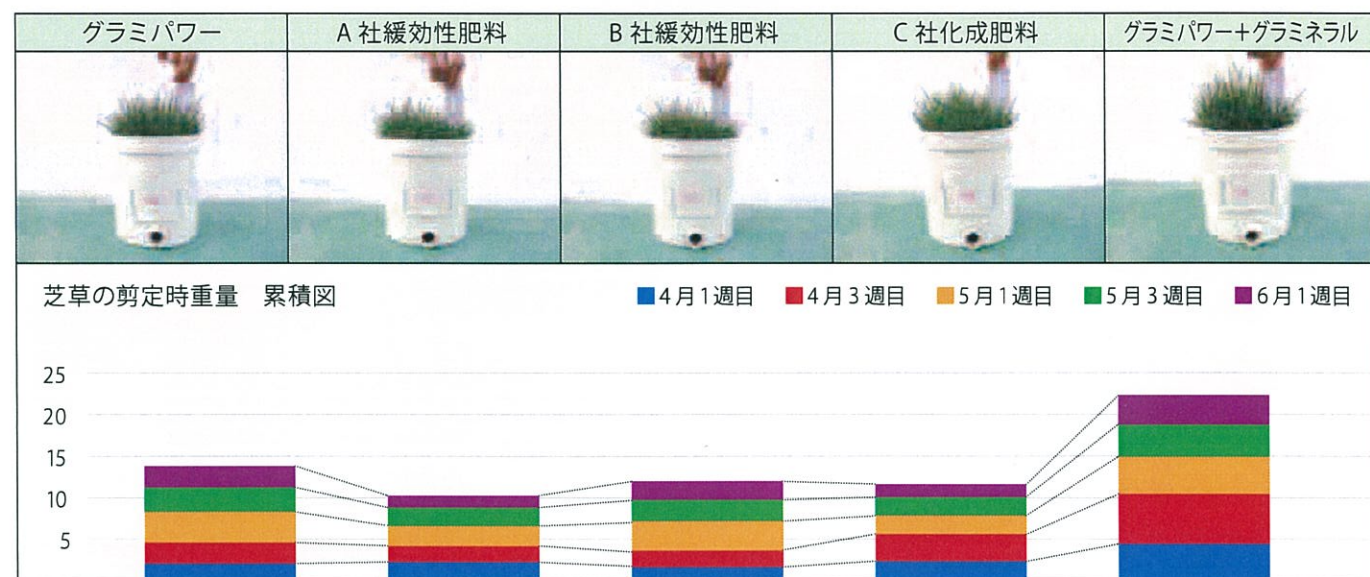 グラミパワー
A社緩効性肥料
B社緩効性肥料
C社化成肥料
グラミパワー+グラミネラル
芝草の剪定時重量 累積図
4月1週目
4月3週目
5月1週目
5月3週目
6月1週目
25
20
15
10
5